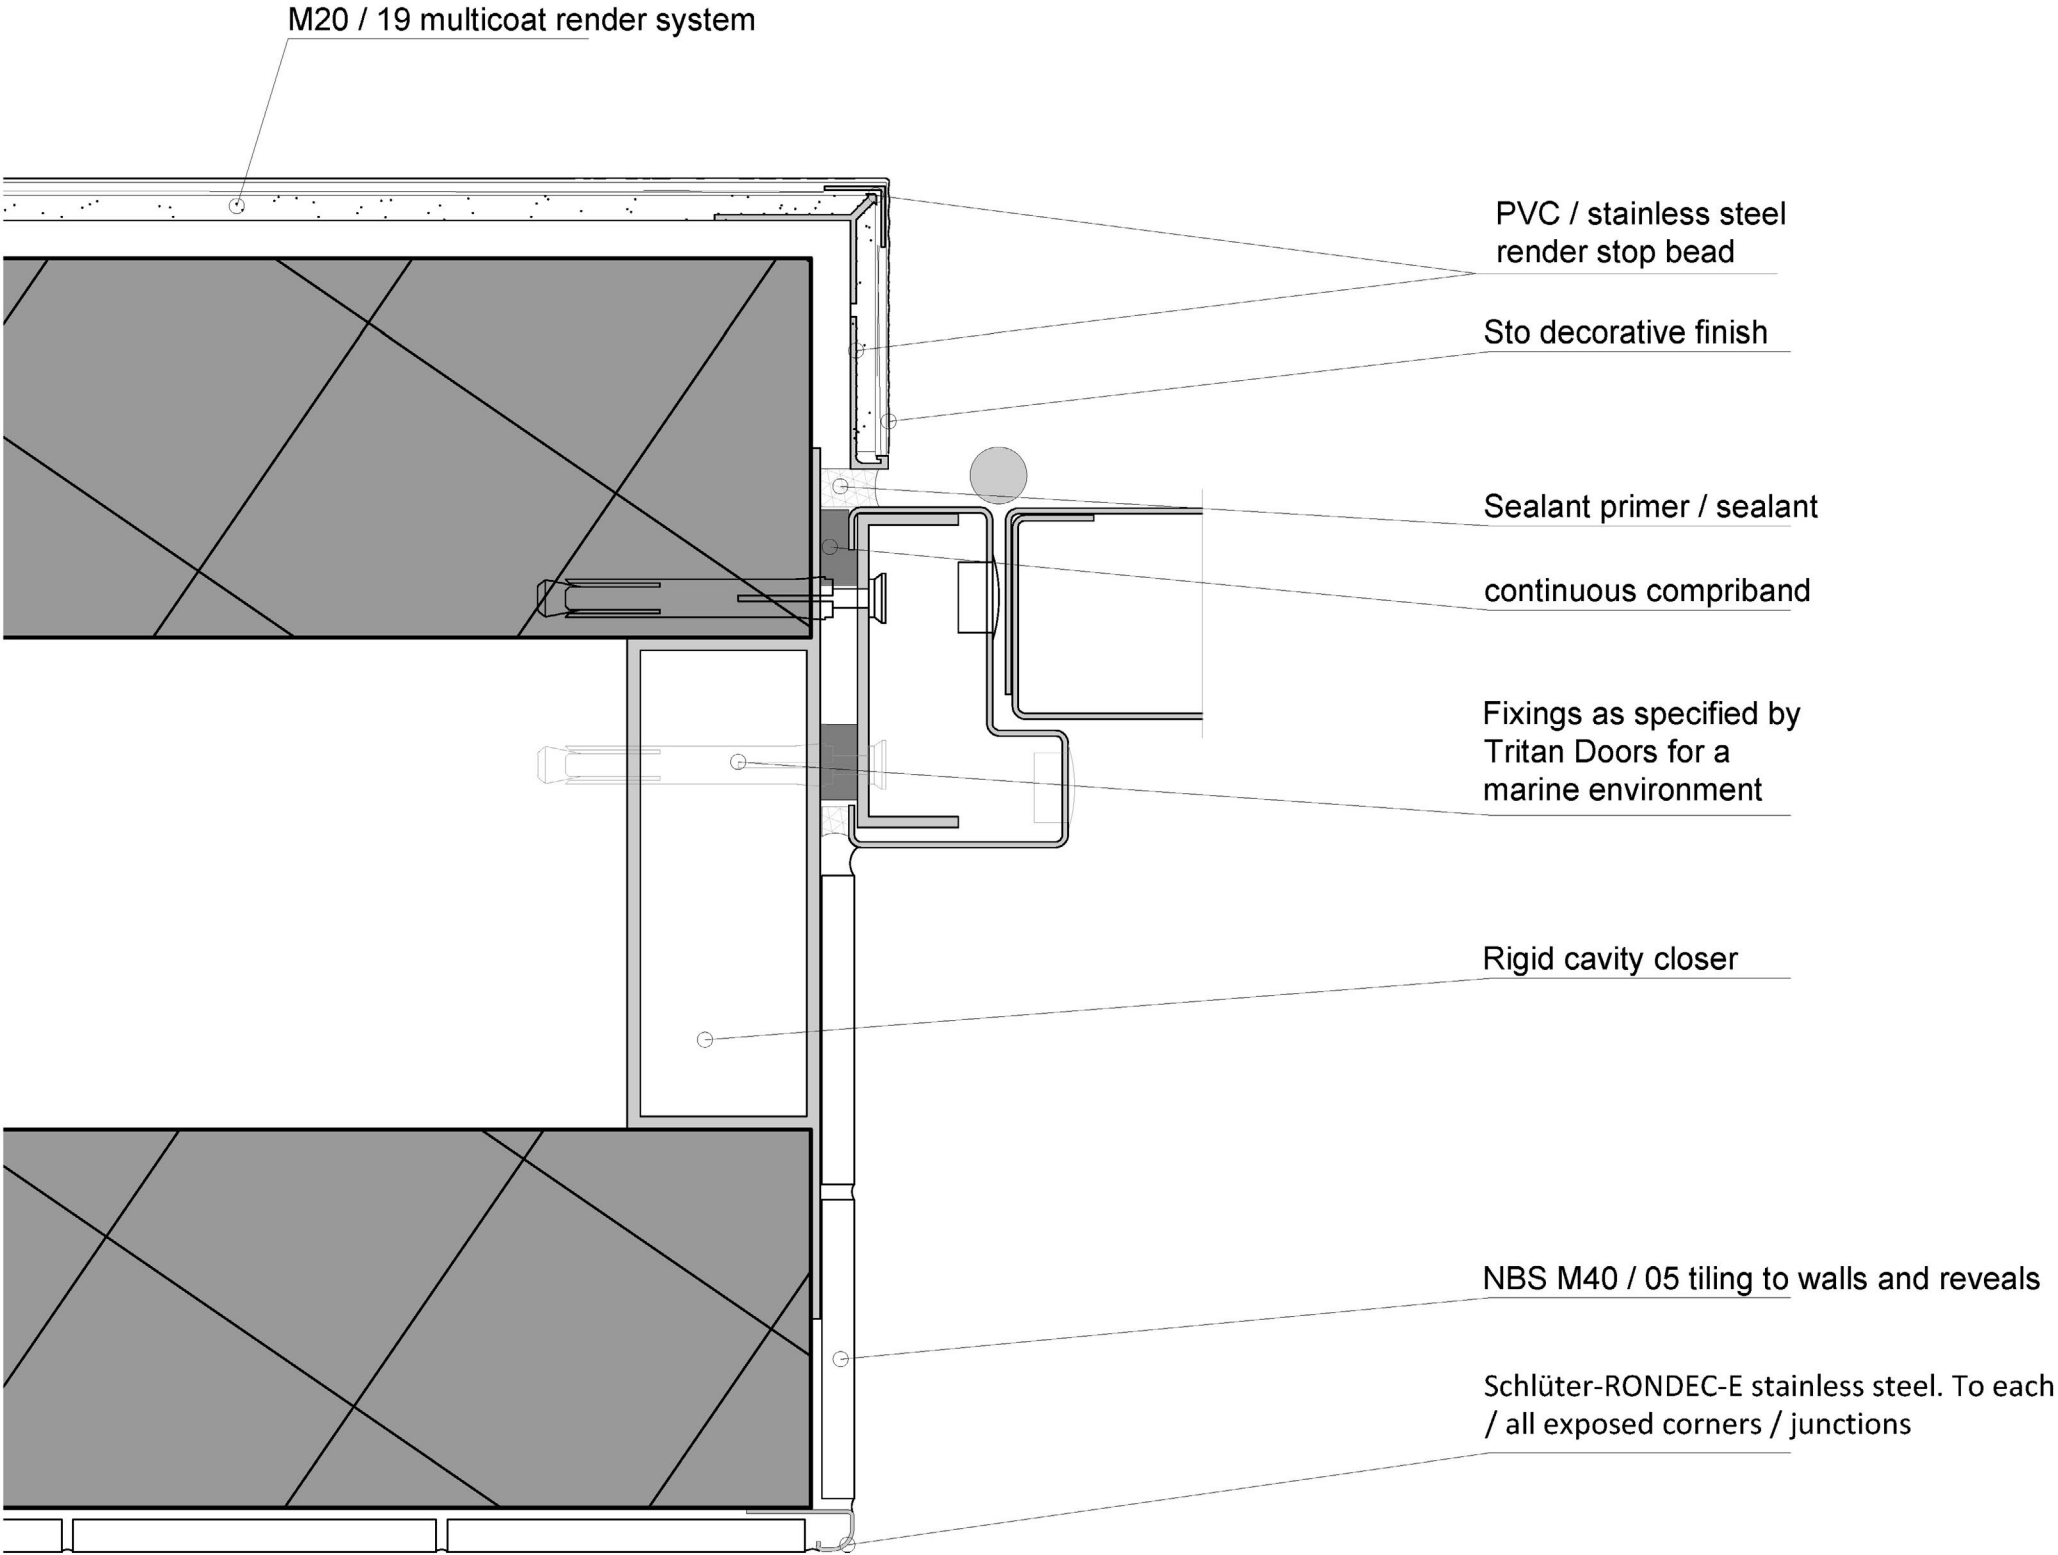 M20 / 19 multicoat render system
PVC / stainless steel
render stop bead
Sto decorative finish
Sealant primer / sealant
continuous compriband
Fixings as specified by
Tritan Doors for a
marine environment
Rigid cavity closer
NBS M40 / 05 tiling to walls and reveals
Schlüter-RONDEC-E stainless steel. To each
/ all exposed corners / junctions